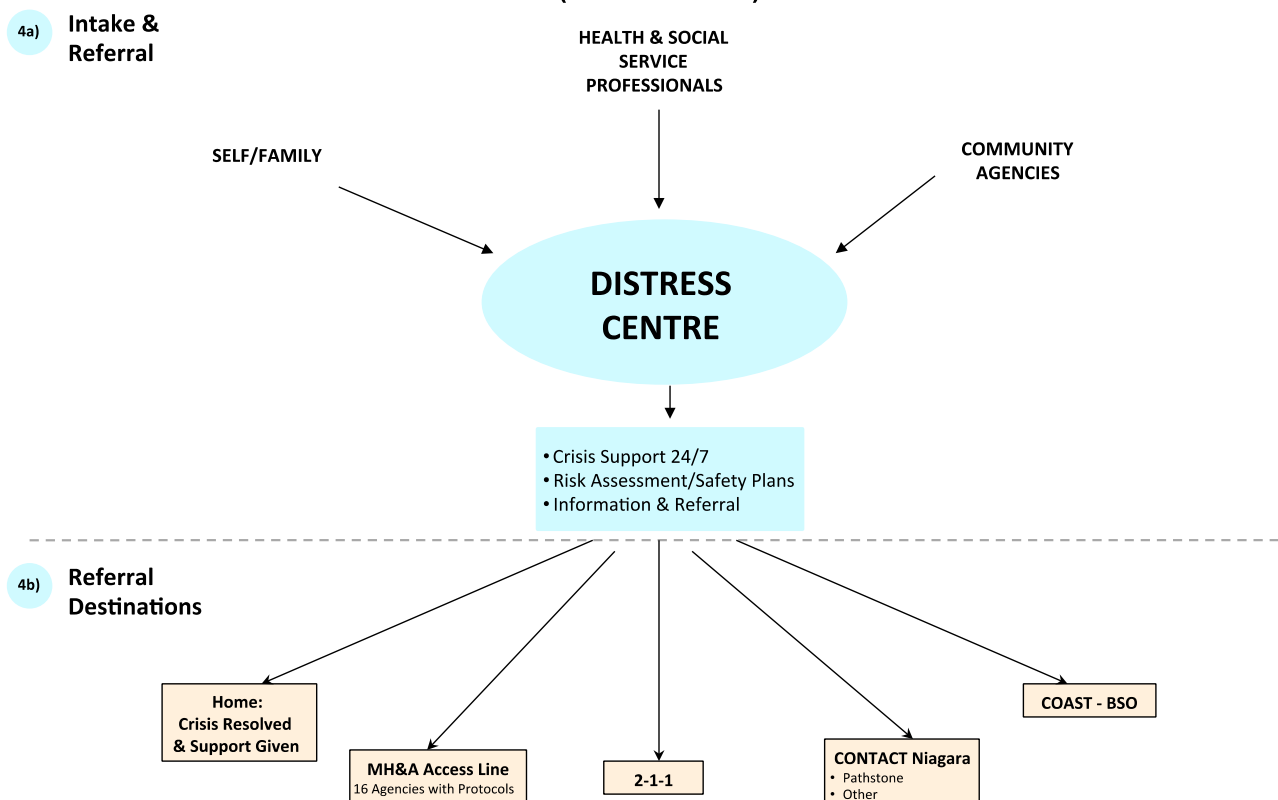 4a)
Intake &
Referral
HEALTH & SOCIAL
SERVICE
PROFESSIONALS
SELF/FAMILY
COMMUNITY
AGENCIES
DISTRESS
CENTRE
• Crisis Support 24/7
• Risk Assessment/Safety Plans
• Information & Referral
4b)
Referral
Destinations
Home:
Crisis Resolved
& Support Given
COAST - BSO
MH&A Access Line
16 Agencies with Protocols
2-1-1
CONTACT Niagara
• Pathstone
• Other